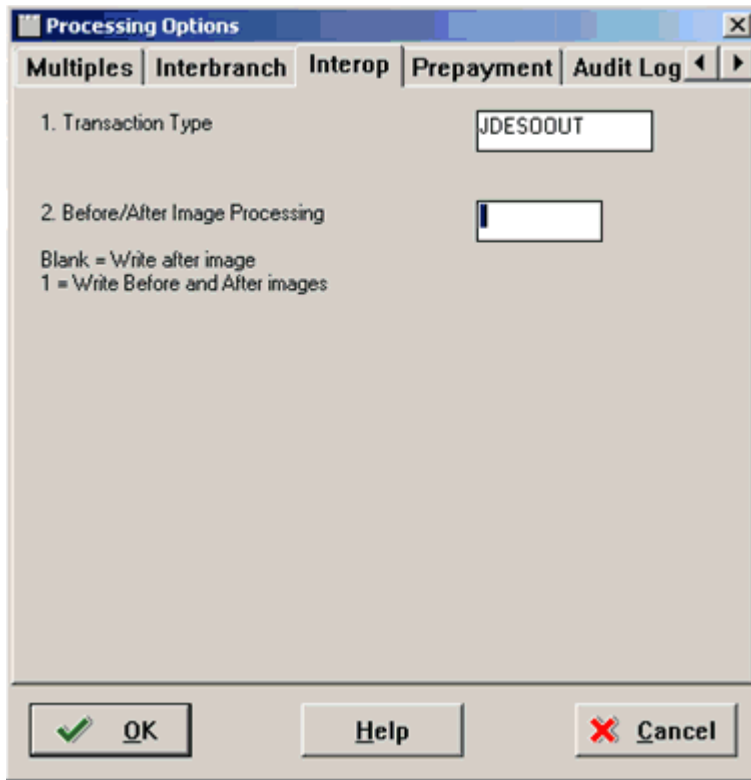 Processing Options
Multiples Interbranch Interop Prepayment Audit Log
1. Transaction Type JDESOOUT
2. Before/After Image Processing
Blank = Write after image
1 = Write Before and After images
OK Help Cancel